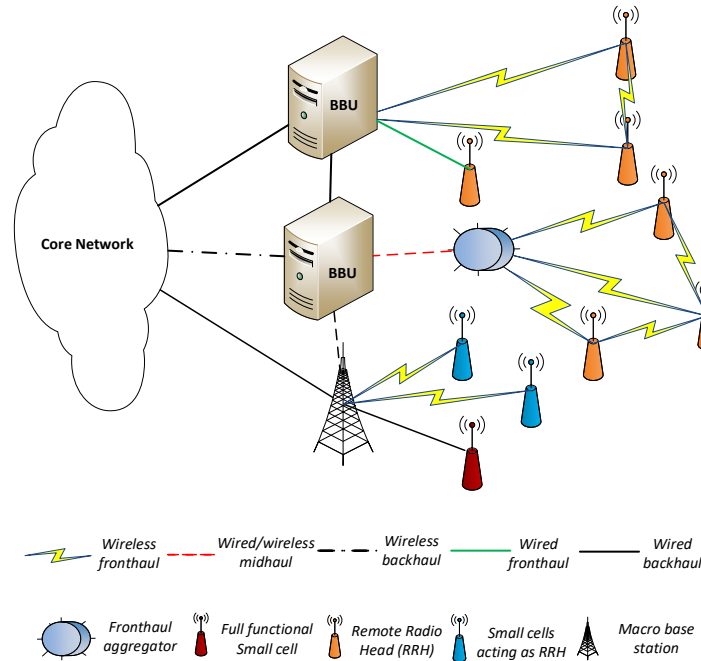 BBU
Core Network
BBU
Wireless
fronthaul
Wired/wireless
midhaul
Wireless
backhaul
Wired
fronthaul
Wired
backhaul
Fronthaul
aggregator
Full functional
Small cell
Remote Radio
Head (RRH)
Small cells
acting as RRH
Macro base
station